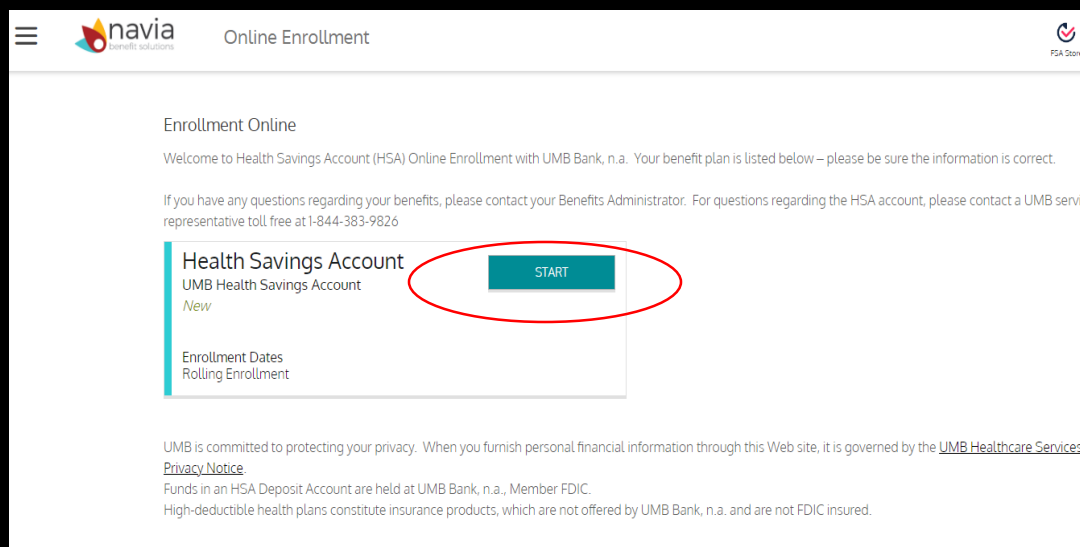 navia
benefit solutions
Online Enrollment
FSA Store
Enrollment Online
Welcome to Health Savings Account (HSA) Online Enrollment with UMB Bank, n.a. Your benefit plan is listed below – please be sure the information is correct.
If you have any questions regarding your benefits, please contact your Benefits Administrator. For questions regarding the HSA account, please contact a UMB servi
representative toll free at 1-844-383-9826
Health Savings Account
START
UMB Health Savings Account
New
Enrollment Dates
Rolling Enrollment
UMB is committed to protecting your privacy. When you furnish personal financial information through this Web site, it is governed by the UMB Healthcare Services
Privacy Notice.
Funds in an HSA Deposit Account are held at UMB Bank, n.a., Member FDIC.
High-deductible health plans constitute insurance products, which are not offered by UMB Bank, n.a. and are not FDIC insured.